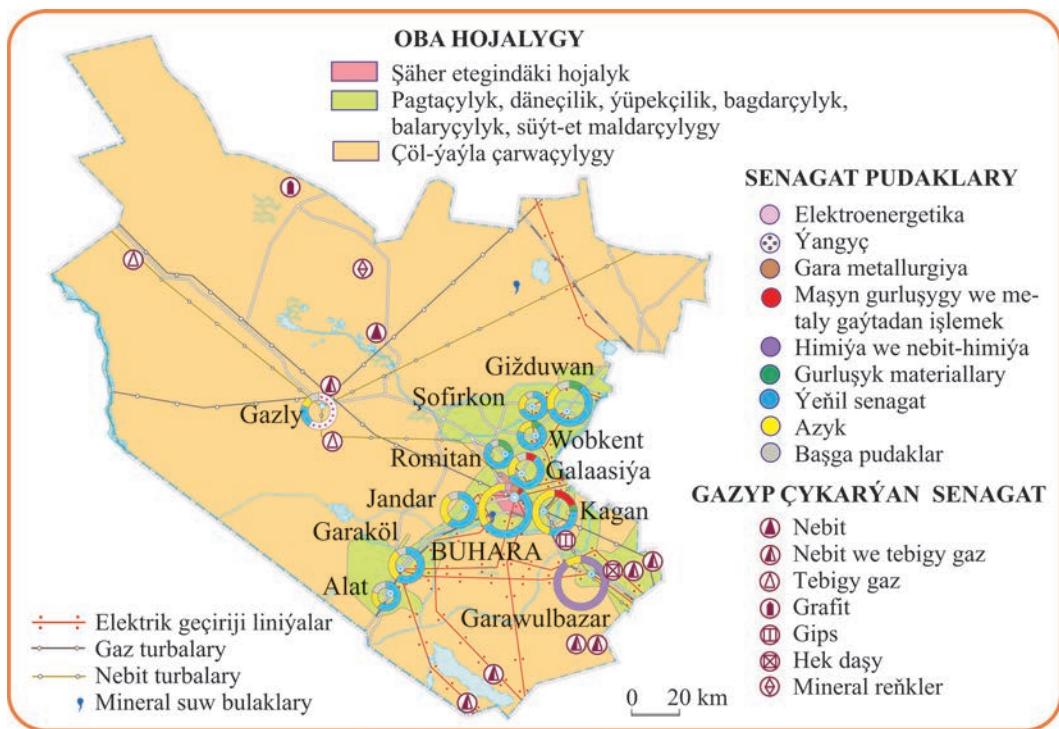 OBA HOJALYGY
Şäher etegindäki hojalyk
Pagtaçylyk, däneçilik, ýüpekçilik, bagdarçylyk,
balaryçylyk, süýt-et maldarçylygy
Çöl-ýaýla çarwaçylygy
SENAGAT PUDAKLARY
Elektroenergetika
Ýangyç
Gara metallurgiya
Maşyn gurluşygy we me-
taly gaýtadan işlemek
Himiýa we nebit-himiýa
Gurluşyk materiallary
Ýeňil senagat
Azyk
Başga pudaklar
GAZYP ÇYKARÝAN SENAGAT
Nebit
Nebit we tebigy gaz
Tebigy gaz
Grafit
Gips
Hek daşy
Mineral reňkler
Gižduwan
Şofirkon
Gazly
Wobkent
Romitan
Galaasiýa
Jandar
Kagan
Garaköl
BUHARA
Alat
Garawulbazar
Elektrik geçiriji liniýalar
Gaz turbalary
Nebit turbalary
Mineral suw bulaklary
0 20 km